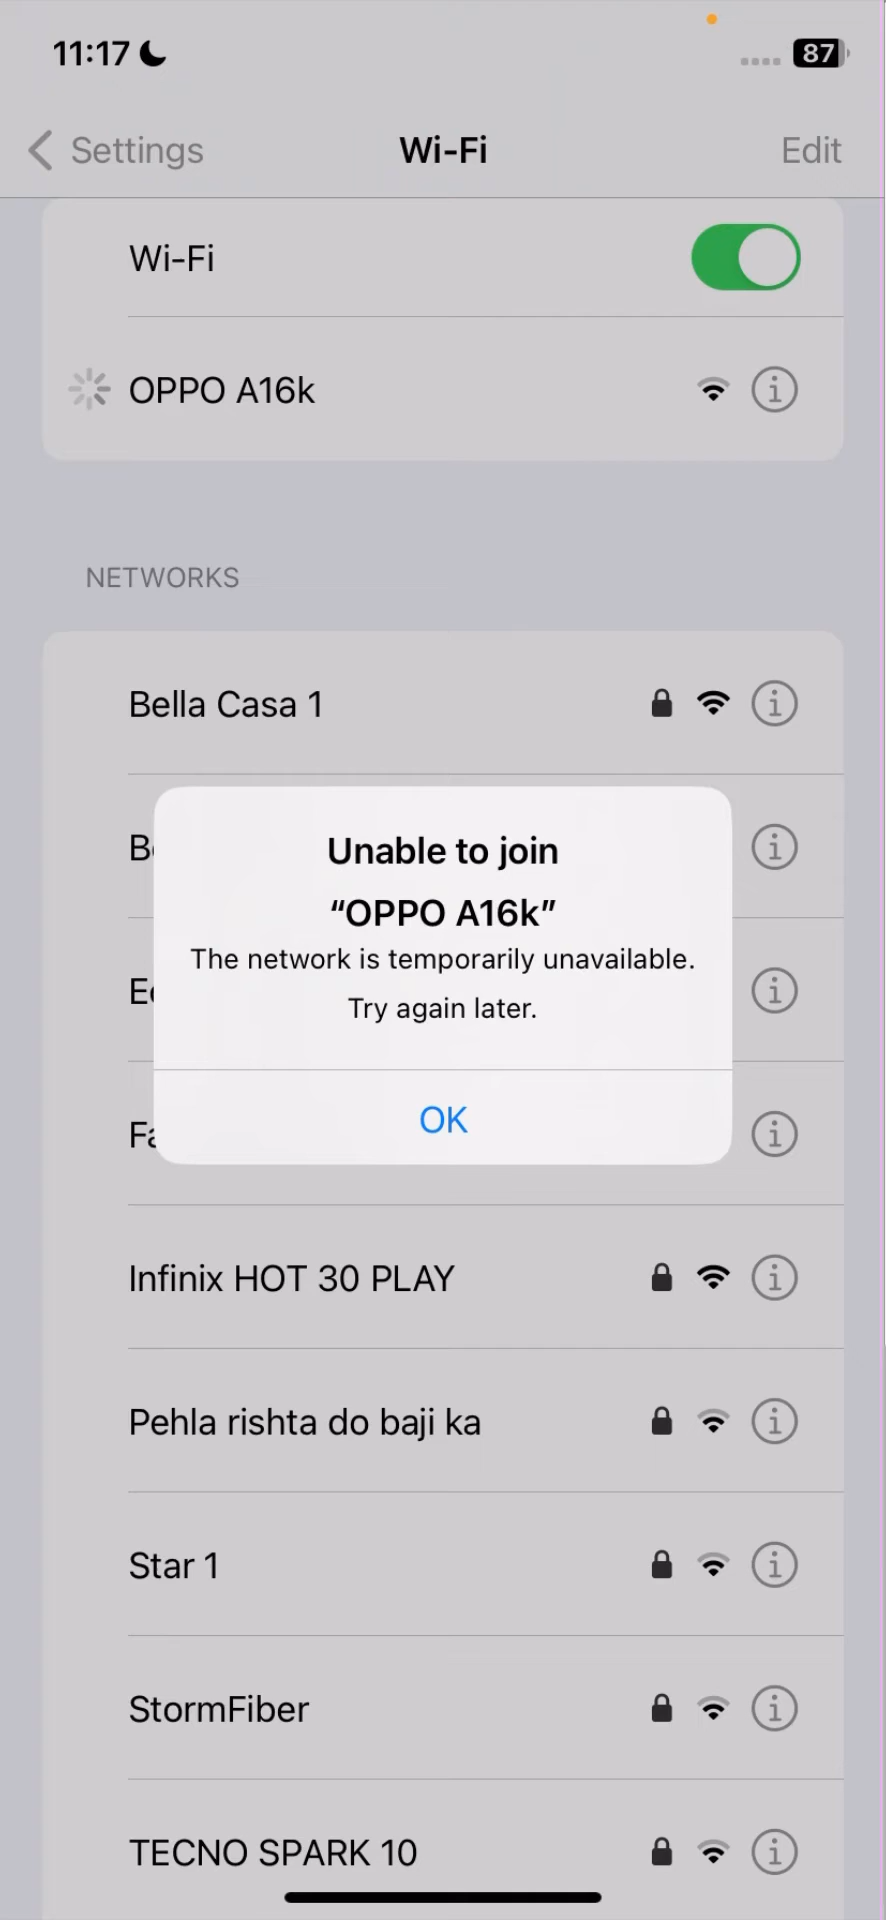 11:17
87
Settings
Wi-Fi
Edit
Wi-Fi
OPPO A16k
NETWORKS
Bella Casa 1
Unable to join
“OPPO A16k”
The network is temporarily unavailable.
Try again later.
OK
Infinix HOT 30 PLAY
Pehla rishta do baji ka
Star 1
StormFiber
TECNO SPARK 10